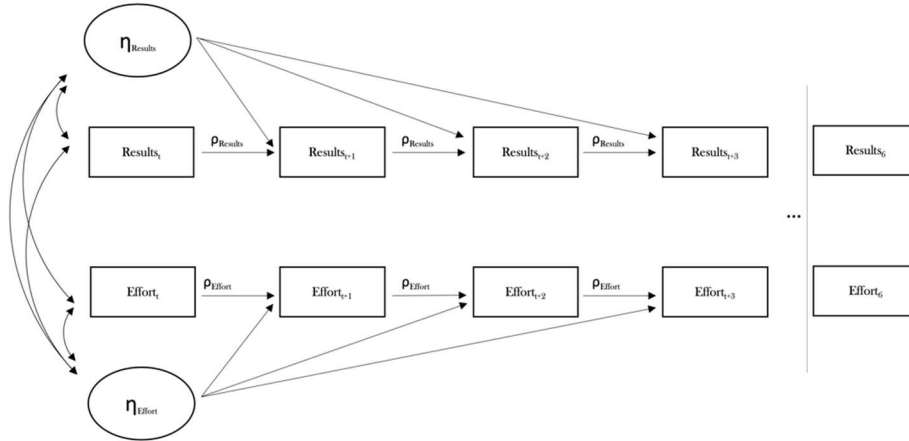 ηResults
ρResults ρResults ρResults
Resultst Resultst+1 Resultst+2 Resultst+3 Results6
...
ρEffort ρEffort ρEffort
Effortt Effortt+1 Effortt+2 Effortt+3 Effort6
ηEffort